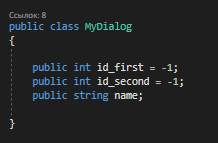 Ссылок: 8
public class MyDialog
{
public int id_first = -1;
public int id_second = -1;
public string name;
}